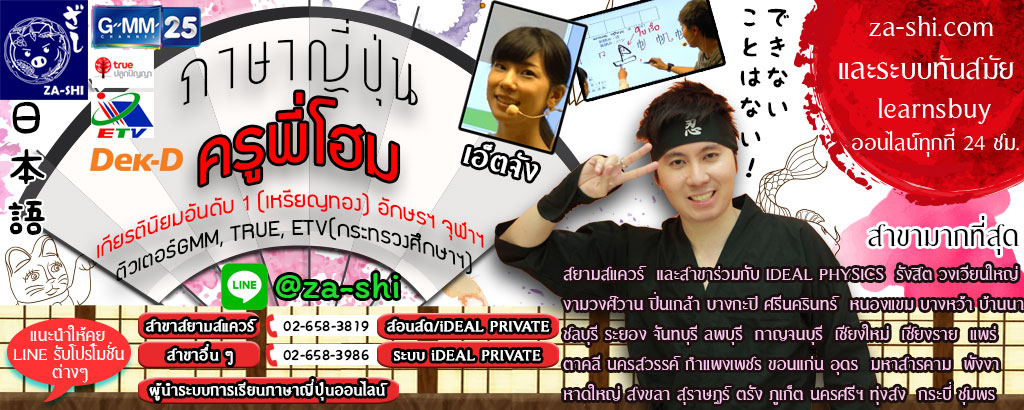 ざし
ZA-SHI
G-MM 25
CHANNEL
true
ปลูกปัญญา
ETV
DeK-D
日本語
ภาษาญี่ปุ่น
ครูพี่โฮม
เกียรตินิยมอันดับ 1 (เหรียญทอง) อักษรฯ จุฬาฯ
ติวเตอร์GMM, TRUE, ETV(กระทรวงศึกษาฯ)
LINE
@za-shi
แนะนำให้คุย
LINE รับโปรโมชั่น
ต่างๆ
สาขาสยามสแควร์ 02-658-3819 สอนสด/iDEAL PRIVATE
สาขาอื่น ๆ 02-658-3986 ระบบ iDEAL PRIVATE
ผู้นำระบบการเรียนภาษาญี่ปุ่นออนไลน์
เอ็ตจัง
忍
できない
ことはない!
za-shi.com
และระบบทันสมัย
learnsbuy
ออนไลน์ทุกที่ 24 ชม.
สาขามากที่สุด
สยามสแควร์ และสาขาร่วมกับ IDEAL PHYSICS รังสิต วงเวียนใหญ่
งามวงศ์วาน ปิ่นเกล้า บางกะปิ ศรีนครินทร์ หนองแขม บางหว้า บ้านนา
ชลบุรี ระยอง จันทบุรี ลพบุรี กาญจนบุรี เชียงใหม่ เชียงราย แพร่
ตาคลี นครสวรรค์ กำแพงเพชร ขอนแก่น อุดร มหาสารคาม พังงา
หาดใหญ่ สงขลา สุราษฎร์ ตรัง ภูเก็ต นครศรีฯ ทุ่งสง กระบี่ ชุมพร